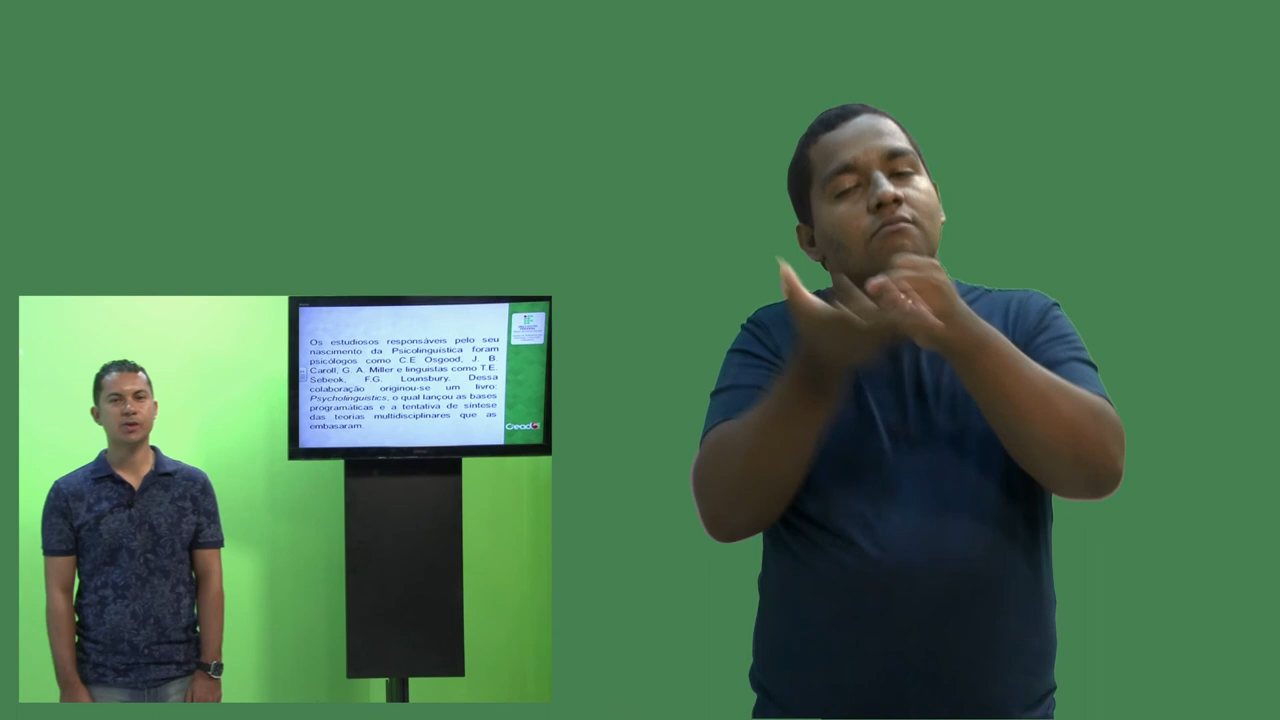 Os estudiosos responsáveis pelo seu
nascimento da Psicolinguística foram
psicólogos como C.E Osgood, J. B.
Caroll, G. A. Miller e linguistas como T.E.
Sebeok, F.G. Lounsbury. Dessa
colaboração originou-se um livro:
Psycholinguistics, o qual lançou as bases
programáticas e a tentativa de síntese
das teorias multidisciplinares que as
embasaram.
Cead